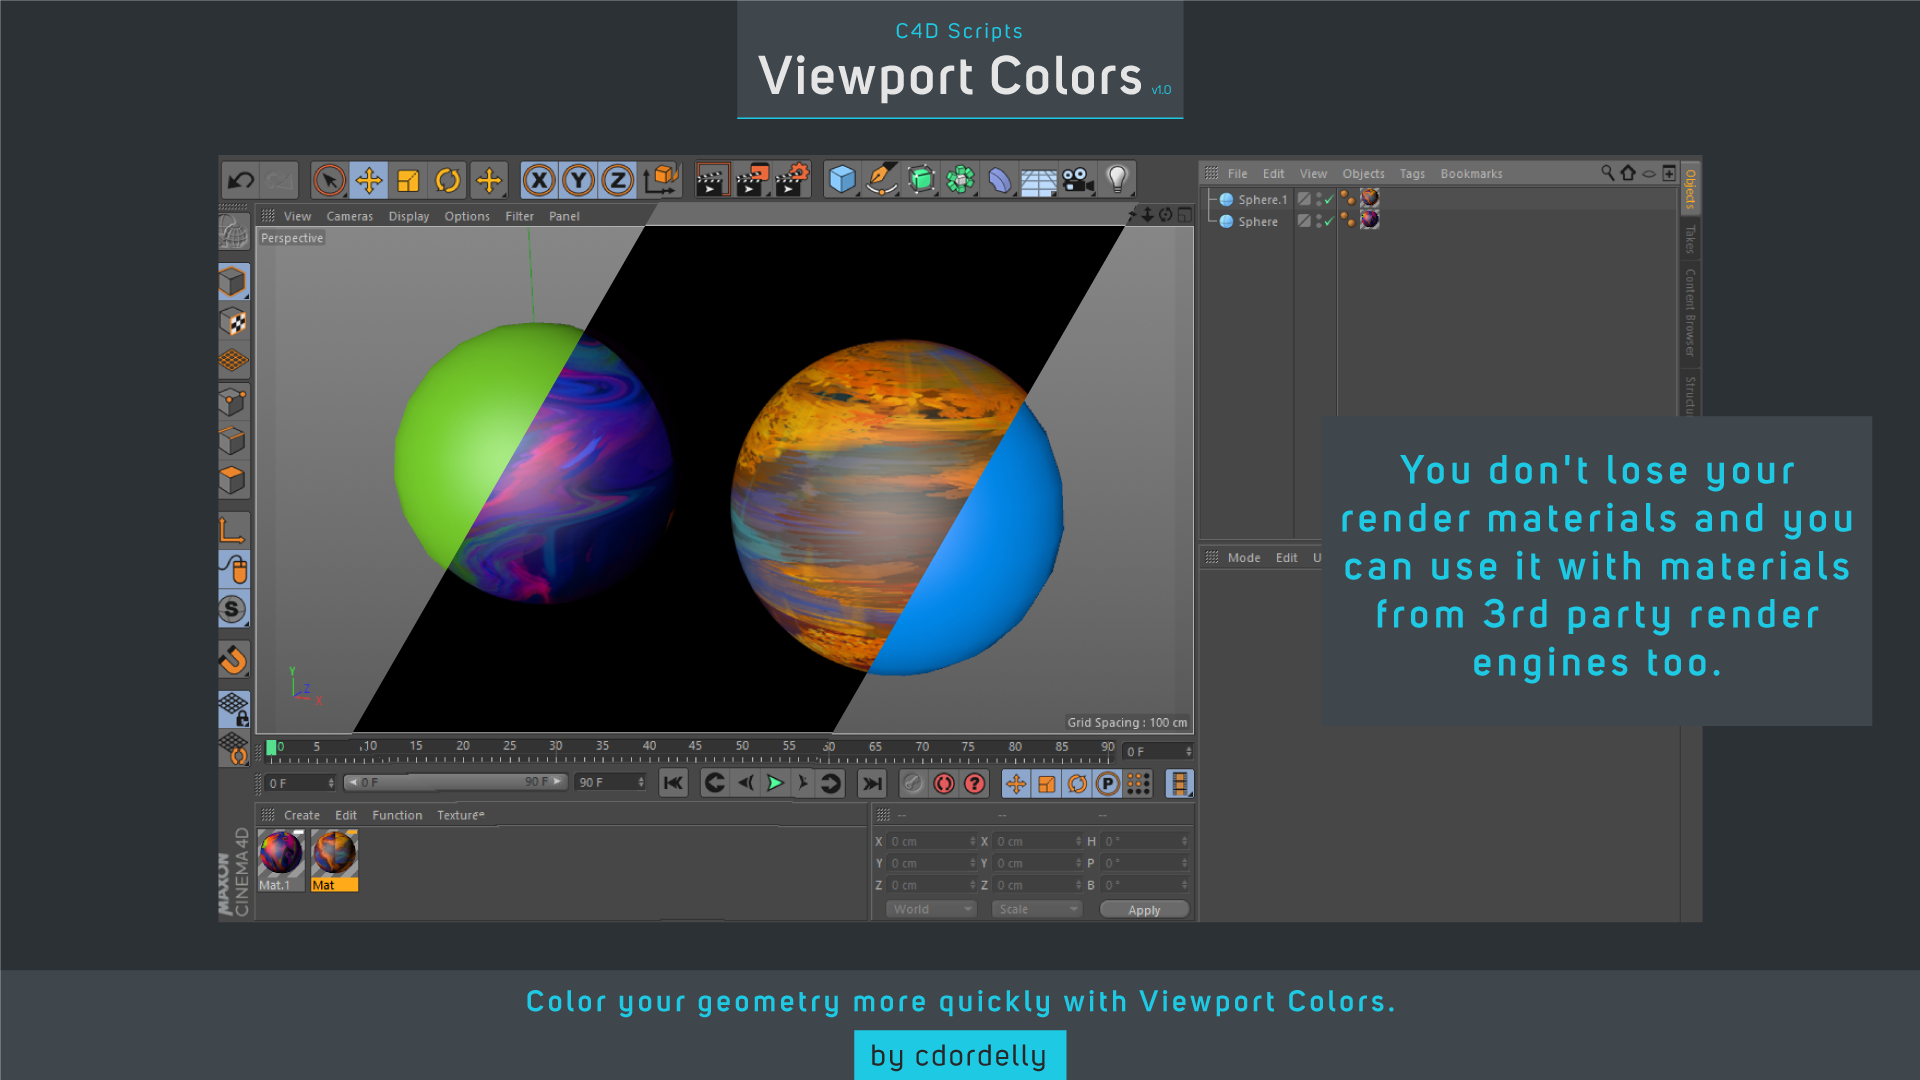 C4D Scripts
Viewport Colors v1.0
File Edit View Objects Tags Bookmarks
Objects
Takes
Content Browser
Sphere.1
Sphere
View Cameras Display Options Filter Panel
Perspective
Y
Z
X
Grid Spacing : 100 cm
You don't lose your
render materials and you
can use it with materials
from 3rd party render
engines too.
Mode Edit
0 5 10 15 20 25 30 35 40 45 50 55 60 65 70 75 80 85 90 0 F
0 F 0 F 90 F 90 F
Create Edit Function Texture
Mat.1 Mat
-- -- --
X 0 cm X 0 cm H 0 °
Y 0 cm Y 0 cm P 0 °
Z 0 cm Z 0 cm B 0 °
World Scale Apply
MAXON
CINEMA 4D
Color your geometry more quickly with Viewport Colors.
by cdordelly